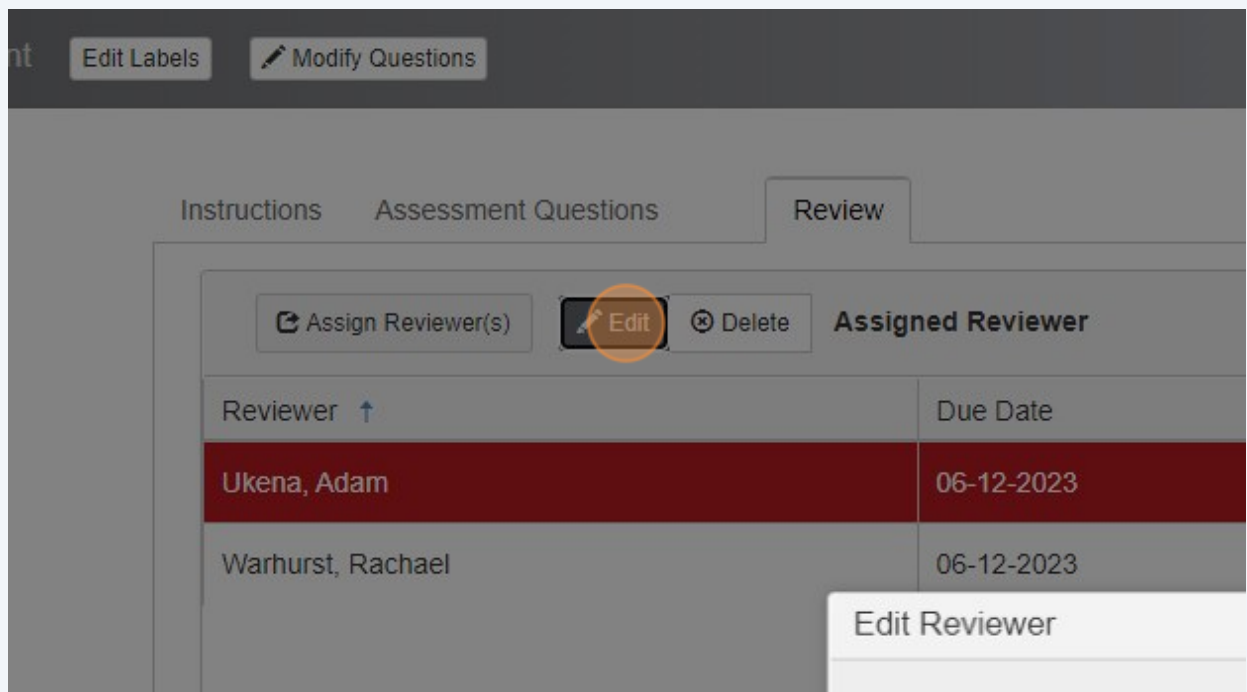 nt Edit Labels Modify Questions
Instructions Assessment Questions Review
Assign Reviewer(s) Edit Delete Assigned Reviewer
Reviewer ↑ Due Date
Ukena, Adam 06-12-2023
Warhurst, Rachael 06-12-2023
Edit Reviewer